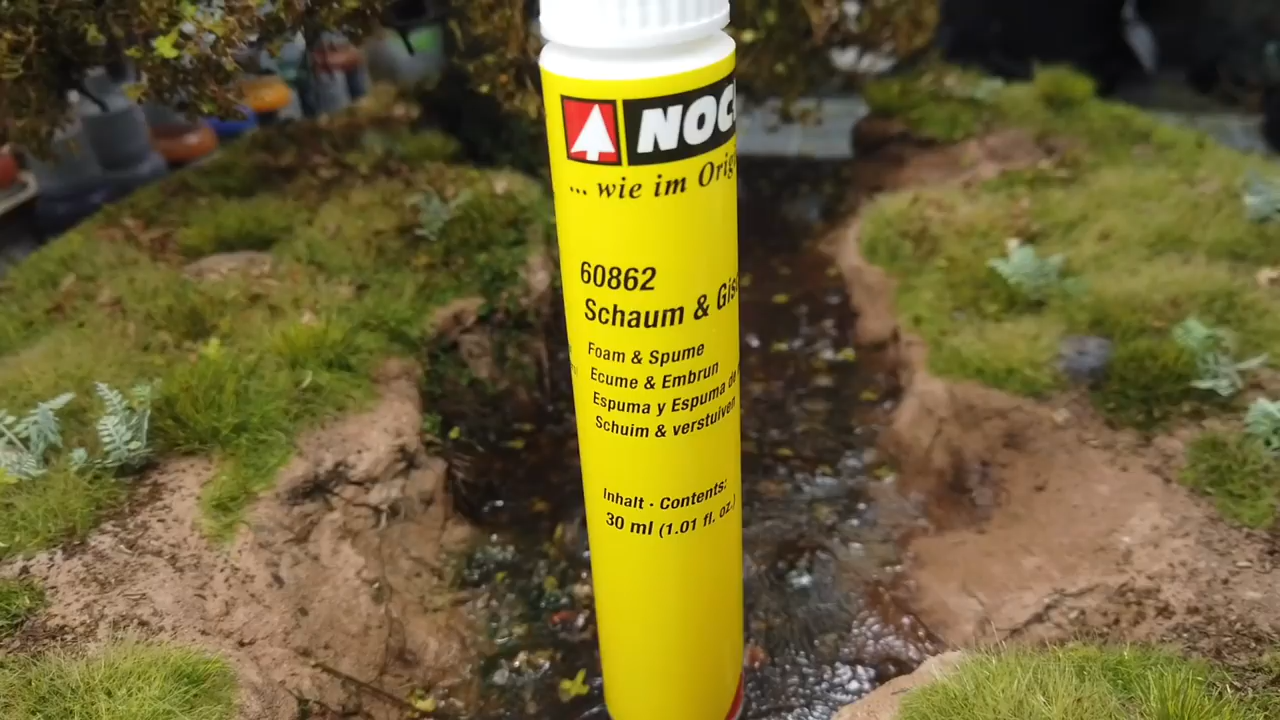 NOC
... wie im Orig
60862
Schaum & Gis
Foam & Spume
Ecume & Embrun
Espuma y Espuma de
Schuim & verstuiven
Inhalt · Contents:
30 ml (1.01 fl. oz.)